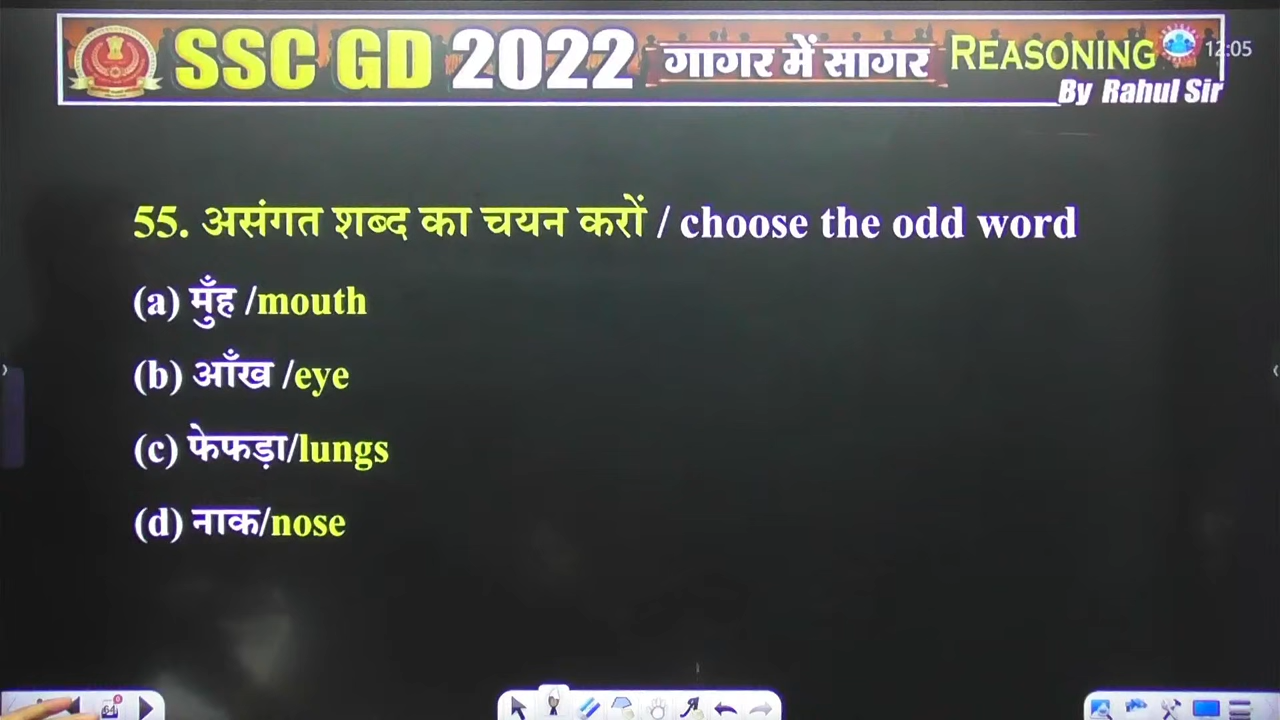 SSC GD 2022 गागर में सागर REASONING 12:05
By Rahul Sir
55. असंगत शब्द का चयन करों / choose the odd word
(a) मुँह /mouth
(b) आँख /eye
(c) फेफड़ा/lungs
(d) नाक/nose
64